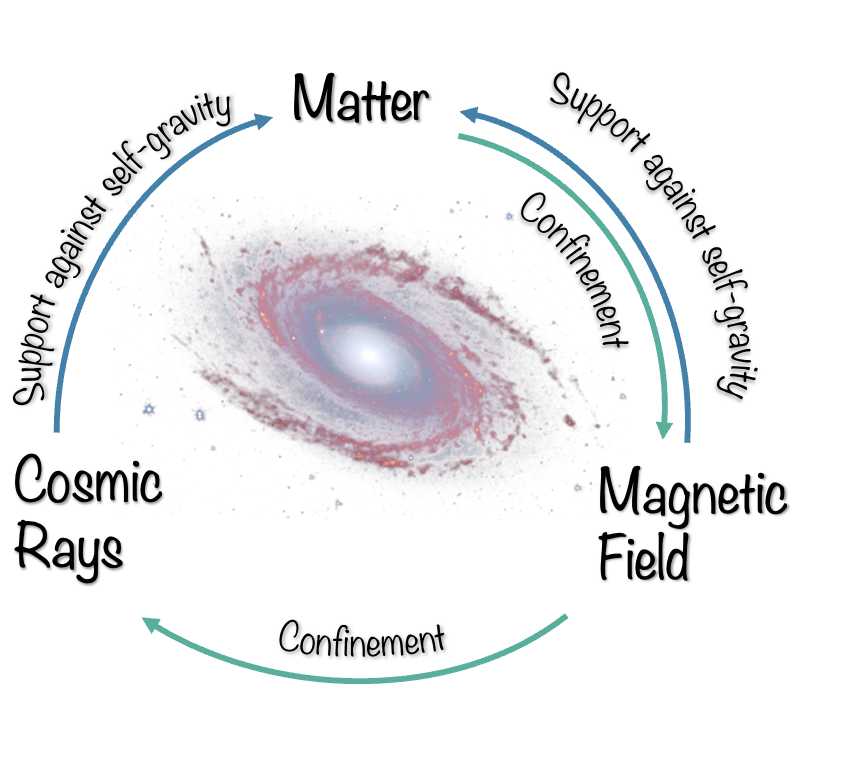 Matter
Support against self-gravity
Support against self-gravity
Confinement
Cosmic
Rays
Magnetic
Field
Confinement